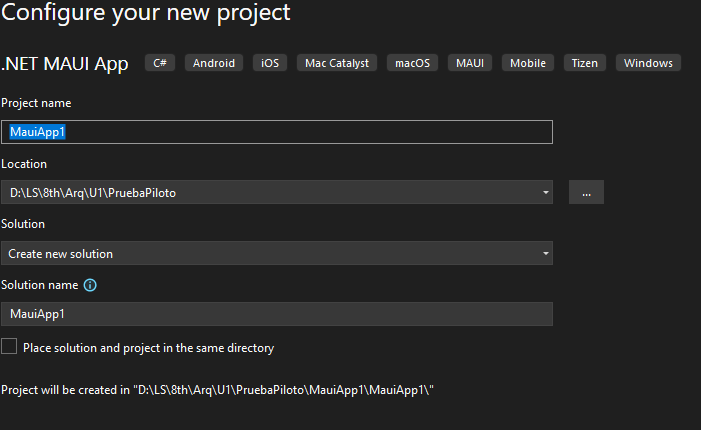 Configure your new project
.NET MAUI App C# Android iOS Mac Catalyst macOS MAUI Mobile Tizen Windows
Project name
MauiApp1
Location
D:\LS\8th\Arq\U1\PruebaPiloto ...
Solution
Create new solution
Solution name
MauiApp1
Place solution and project in the same directory
Project will be created in "D:\LS\8th\Arq\U1\PruebaPiloto\MauiApp1\MauiApp1\"